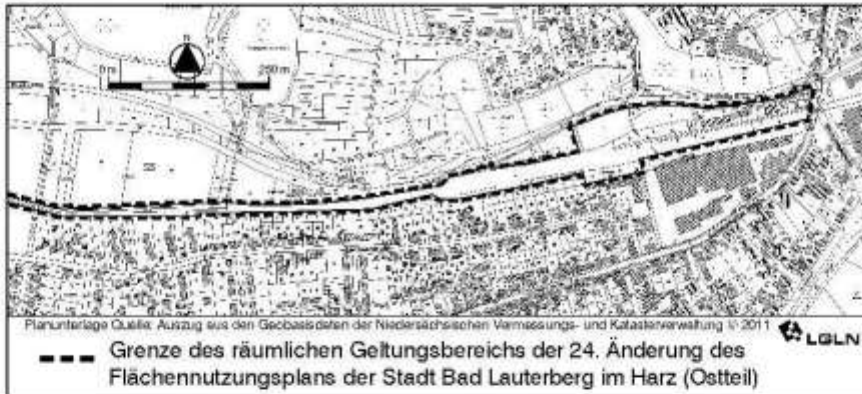 N
0 m 250 m
Planunterlage Quelle: Auszug aus den Geobasisdaten der Niedersächsischen Vermessungs- und Katasterverwaltung © 2011
LGLN
Grenze des räumlichen Geltungsbereichs der 24. Änderung des
Flächennutzungsplans der Stadt Bad Lauterberg im Harz (Ostteil)